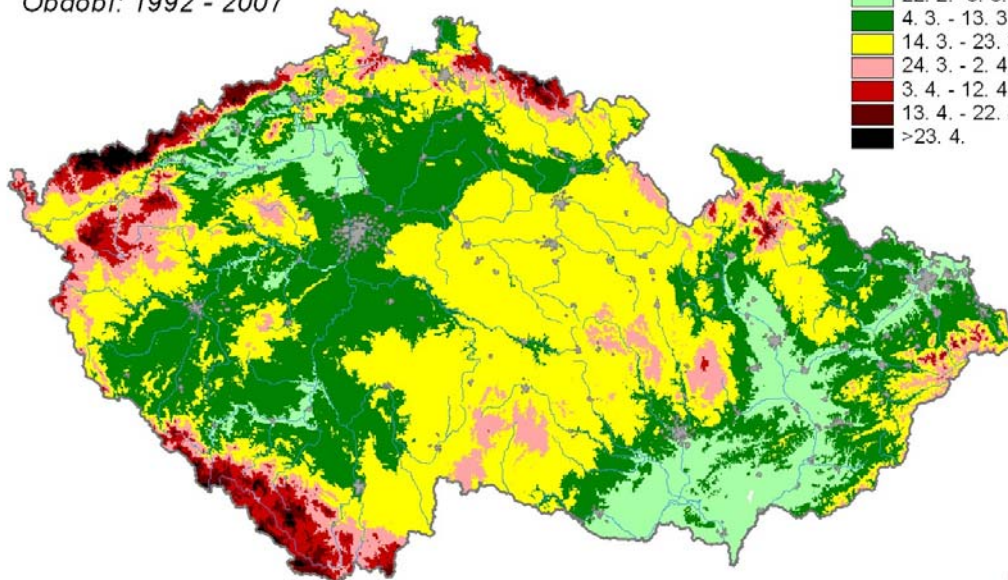 Období: 1992 - 2007
4. 3. - 13. 3
14. 3. - 23.
24. 3. - 2. 4
3. 4. - 12. 4
13. 4. - 22.
>23. 4.